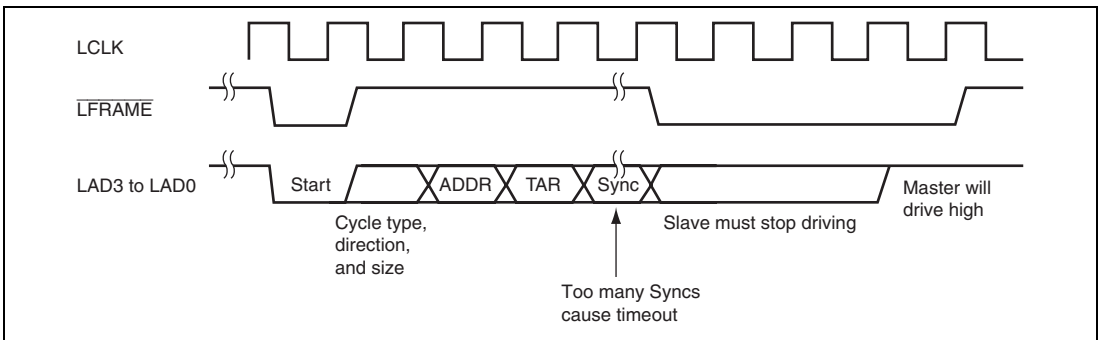 LCLK
LFRAME
LAD3 to LAD0
Start
ADDR
TAR
Sync
Cycle type,
direction,
and size
Slave must stop driving
Master will
drive high
Too many Syncs
cause timeout